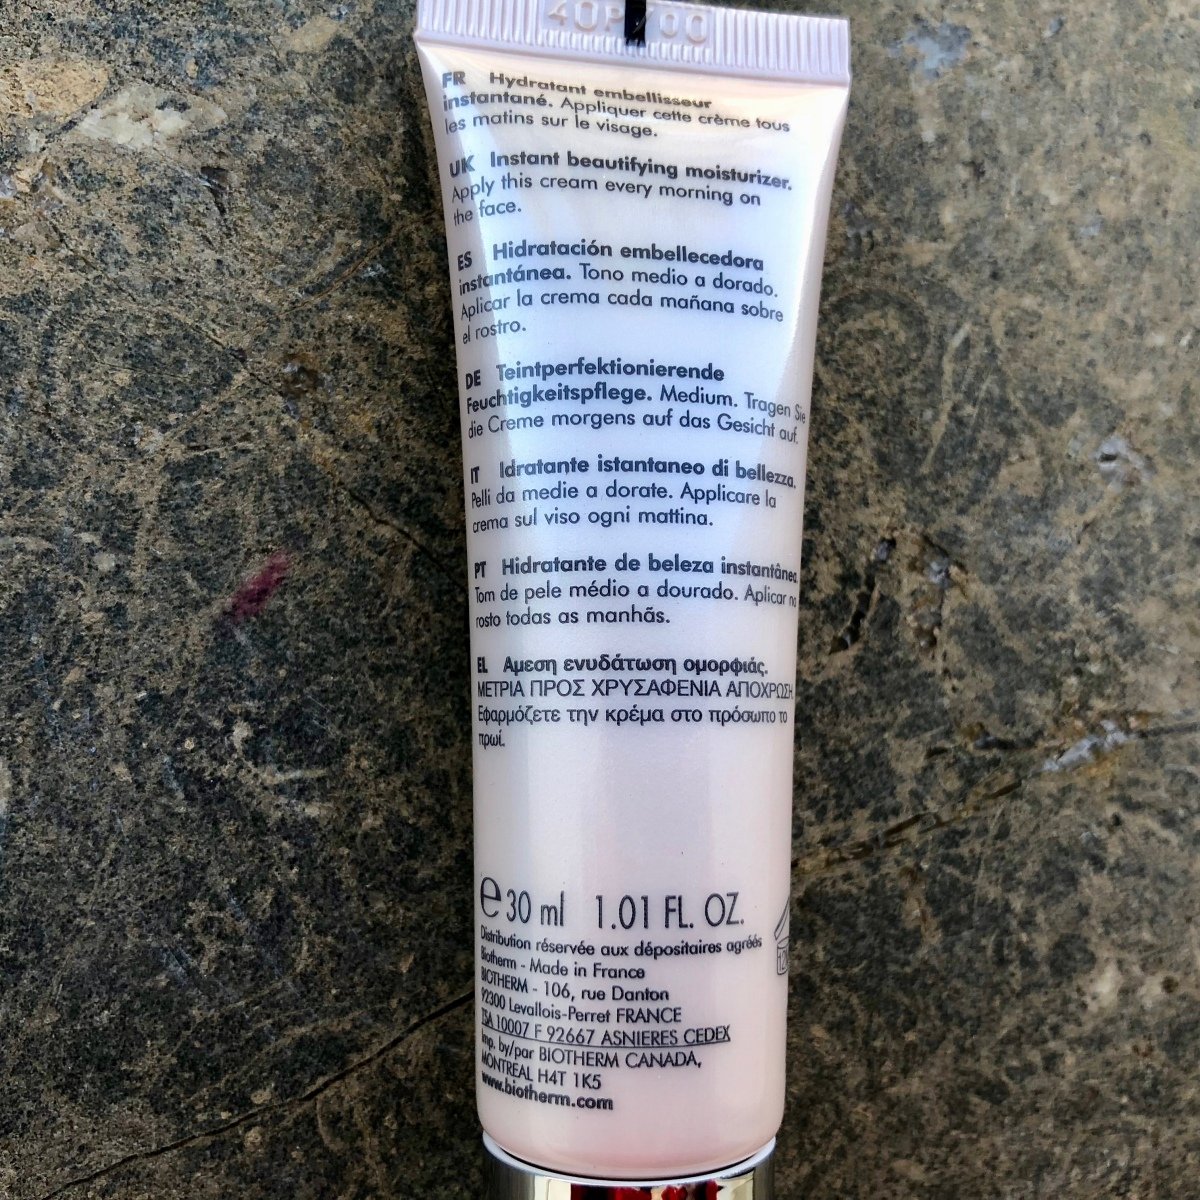 FR Hydratant embellisseur
instantané. Appliquer cette crème tous
les matins sur le visage.
UK Instant beautifying moisturizer.
Apply this cream every morning on
the face.
ES Hidratación embellecedora
instantánea. Tono medio a dorado.
Aplicar la crema cada mañana sobre
el rostro.
DE Teintperfektionierende
Feuchtigkeitspflege. Medium. Tragen Sie
die Creme morgens auf das Gesicht auf.
IT Idratante istantaneo di bellezza.
Pelli da medie a dorate. Applicare la
crema sul viso ogni mattina.
PT Hidratante de beleza instantânea
Tom de pele médio a dourado. Aplicar no
rosto todas as manhãs.
EL Αμεση ενυδάτωση ομορφιάς.
ΜΕΤΡΙΑ ΠΡΟΣ ΧΡΥΣΑΦΕΝΙΑ ΑΠΟΧΡΩΣΗ
Εφαρμόζετε την κρέμα στο πρόσωπο το
πρωί.
e 30 ml 1.01 FL. OZ.
Distribution réservée aux dépositaires agréés
Biotherm - Made in France
BIOTHERM - 106, rue Danton
92300 Levallois-Perret FRANCE
TSA 10007 F 92667 ASNIERES CEDEX
Imp. by/par BIOTHERM CANADA,
MONTREAL H4T 1K5
www.biotherm.com